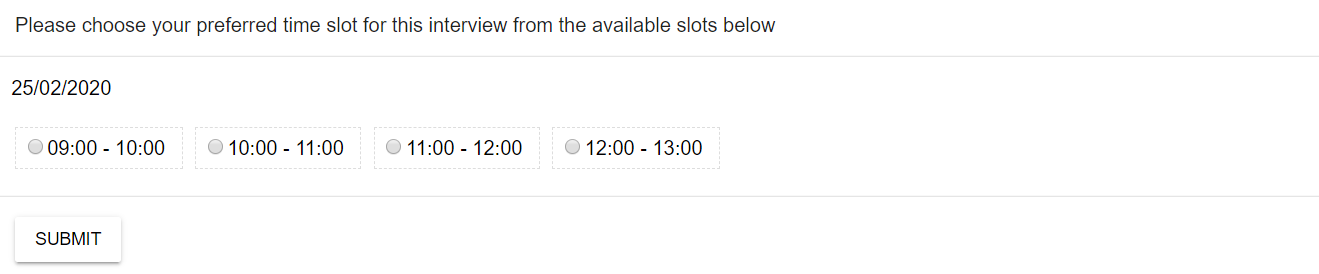 Please choose your preferred time slot for this interview from the available slots below
25/02/2020
09:00 - 10:00 10:00 - 11:00 11:00 - 12:00 12:00 - 13:00
SUBMIT